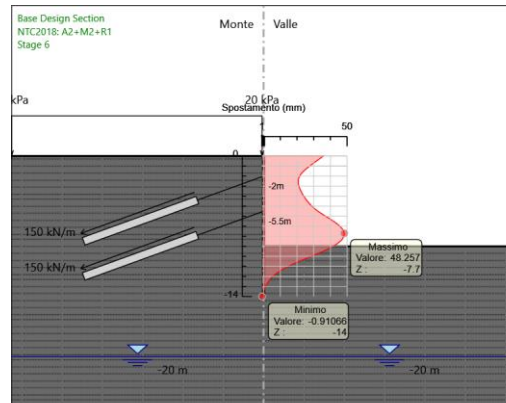 Base Design Section
NTC2018: A2+M2+R1
Stage 6
Monte Valle
kPa
20 kPa
Spostamento (mm)
50
0
-2m
-5.5m
150 kN/m
150 kN/m
Massimo
Valore: 48.257
Z : -7.7
-14
Minimo
Valore: -0.91066
Z : -14
-20 m
-20 m